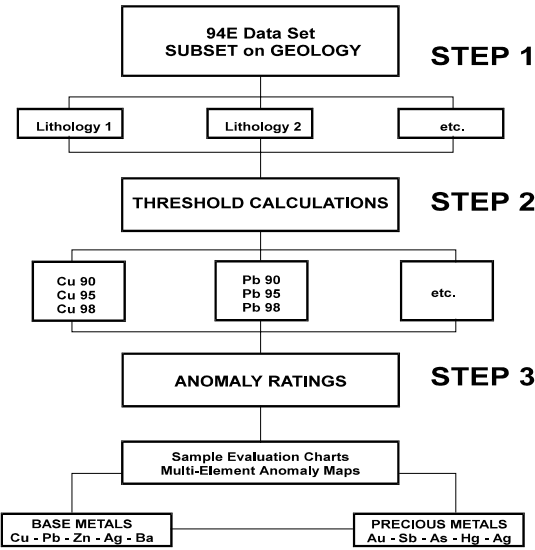 94E Data Set
SUBSET on GEOLOGY
STEP 1
Lithology 1
Lithology 2
etc.
THRESHOLD CALCULATIONS
STEP 2
Cu 90
Cu 95
Cu 98
Pb 90
Pb 95
Pb 98
etc.
ANOMALY RATINGS
STEP 3
Sample Evaluation Charts
Multi-Element Anomaly Maps
BASE METALS
Cu - Pb - Zn - Ag - Ba
PRECIOUS METALS
Au - Sb - As - Hg - Ag